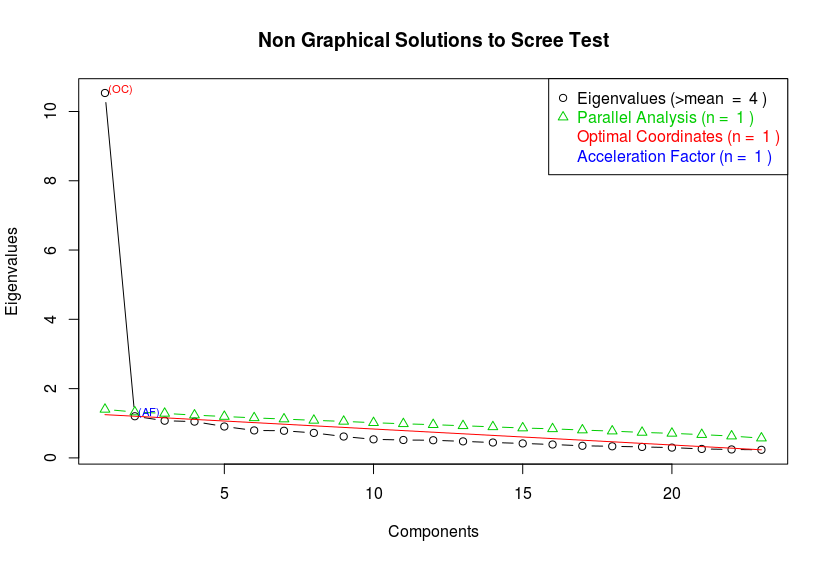 Non Graphical Solutions to Scree Test
(OC)
Eigenvalues (>mean = 4 )
Parallel Analysis (n = 1 )
Optimal Coordinates (n = 1 )
Acceleration Factor (n = 1 )
10
8
6
4
2
0
Eigenvalues
(AF)
5 10 15 20
Components